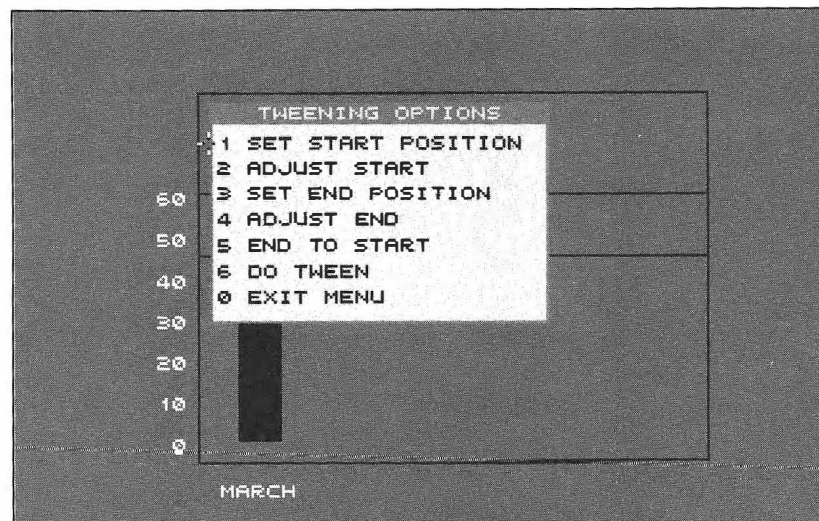 TWEENING OPTIONS
1 SET START POSITION
2 ADJUST START
3 SET END POSITION
4 ADJUST END
5 END TO START
6 DO TWEEN
0 EXIT MENU
60
50
40
30
20
10
0
MARCH